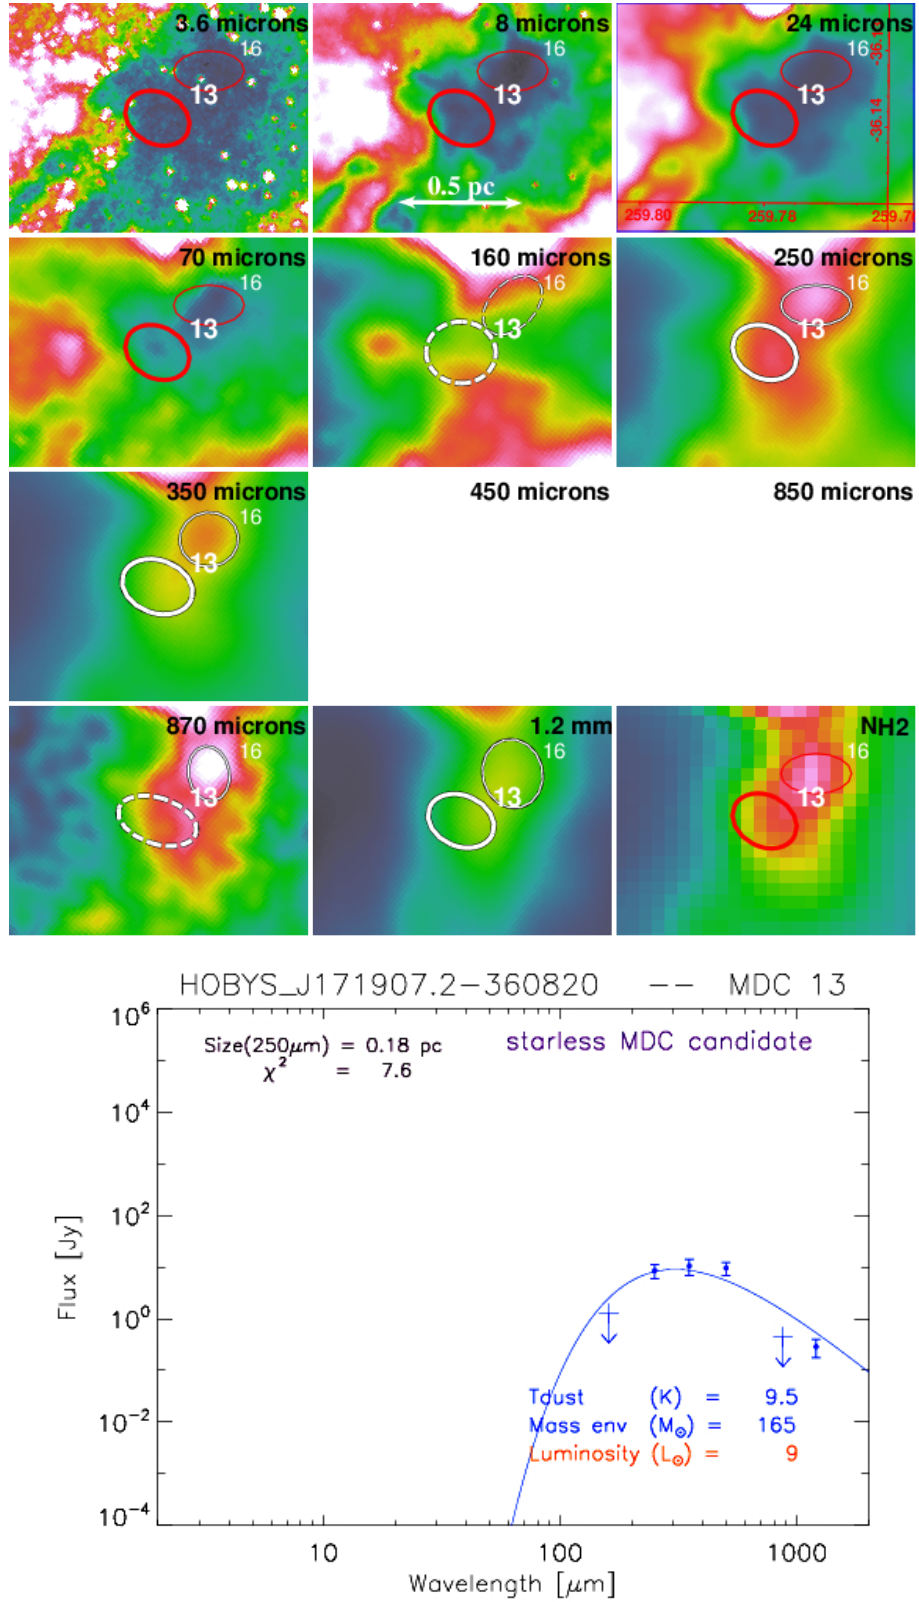 3.6 microns
16
13
8 microns
16
13
0.5 pc
24 microns
16
13
-36.14
259.80
259.78
70 microns
16
13
160 microns
16
13
250 microns
16
13
350 microns
16
13
450 microns
850 microns
870 microns
16
13
1.2 mm
16
13
NH2
16
13
HOBYS_J171907.2-360820 -- MDC 13
Size(250μm) = 0.18 pc
χ² = 7.6
starless MDC candidate
10⁶
10⁴
10²
10⁰
10⁻²
10⁻⁴
Flux [Jy]
Tdust (K) = 9.5
Mass env (M⊙) = 165
Luminosity (L⊙) = 9
10
100
1000
Wavelength [μm]